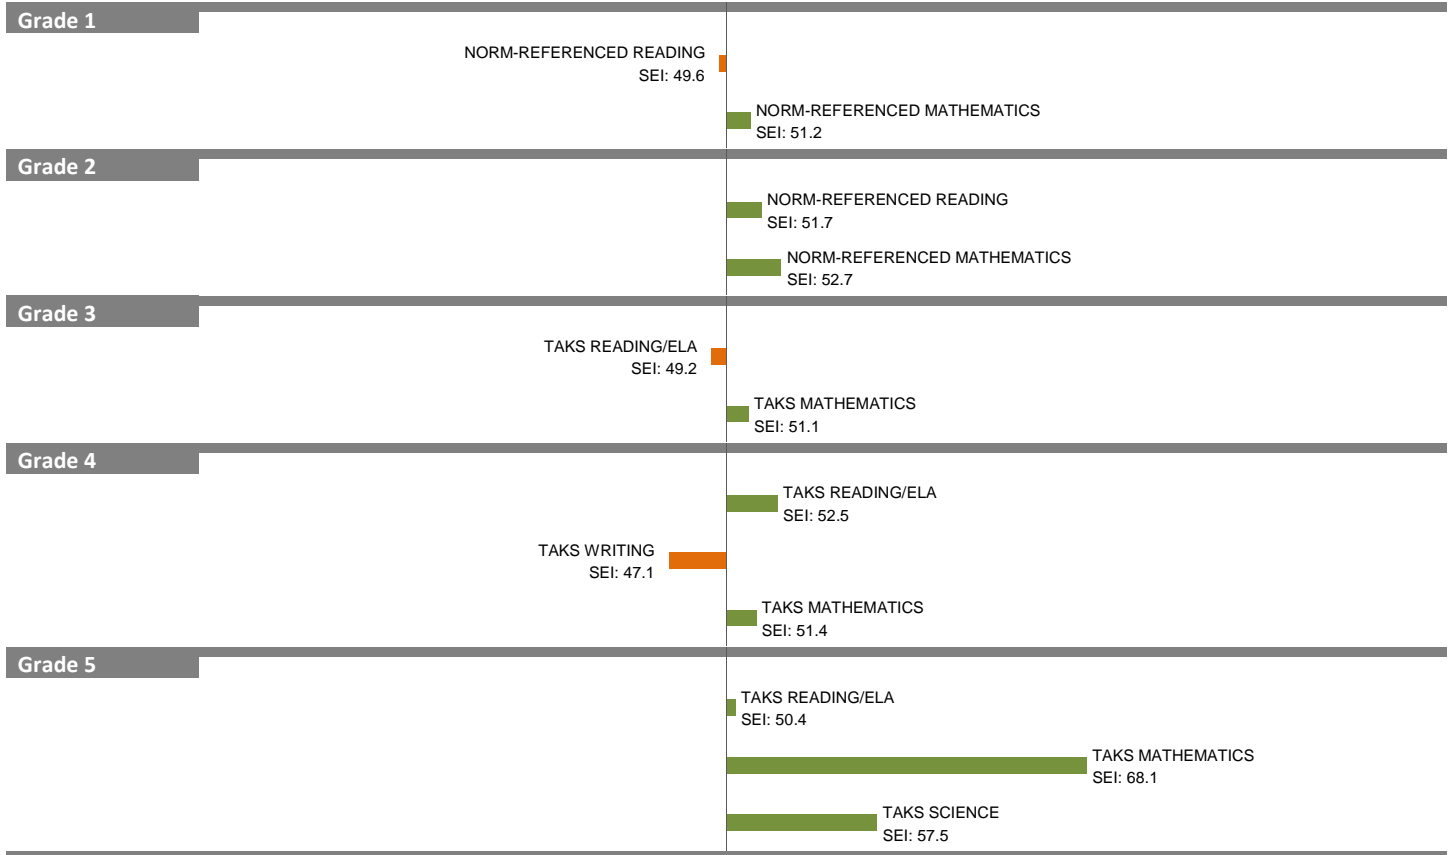 Grade 1
NORM-REFERENCED READING
SEI: 49.6
NORM-REFERENCED MATHEMATICS
SEI: 51.2
Grade 2
NORM-REFERENCED READING
SEI: 51.7
NORM-REFERENCED MATHEMATICS
SEI: 52.7
Grade 3
TAKS READING/ELA
SEI: 49.2
TAKS MATHEMATICS
SEI: 51.1
Grade 4
TAKS READING/ELA
SEI: 52.5
TAKS WRITING
SEI: 47.1
TAKS MATHEMATICS
SEI: 51.4
Grade 5
TAKS READING/ELA
SEI: 50.4
TAKS MATHEMATICS
SEI: 68.1
TAKS SCIENCE
SEI: 57.5